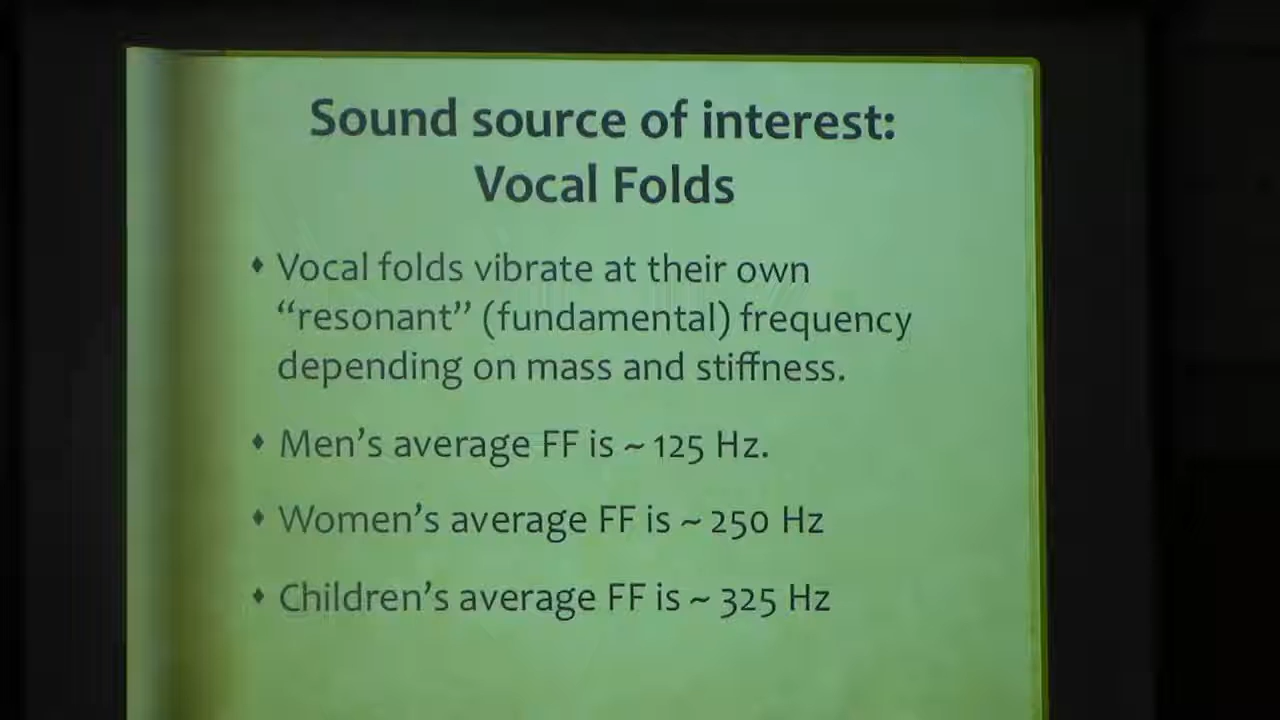 Sound source of interest:
Vocal Folds
♦ Vocal folds vibrate at their own
“resonant” (fundamental) frequency
depending on mass and stiffness.
♦ Men’s average FF is ~ 125 Hz.
♦ Women’s average FF is ~ 250 Hz
♦ Children’s average FF is ~ 325 Hz